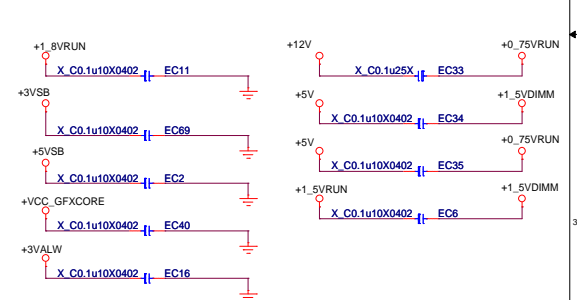 +1_8VRUN
X_C0.1u10X0402 EC11
+3VSB
X_C0.1u10X0402 EC69
+5VSB
X_C0.1u10X0402 EC2
+VCC_GFXCORE
X_C0.1u10X0402 EC40
+3VALW
X_C0.1u10X0402 EC16
+12V +0_75VRUN
X_C0.1u25X EC33
+5V +1_5VDIMM
X_C0.1u10X0402 EC34
+5V +0_75VRUN
X_C0.1u10X0402 EC35
+1_5VRUN +1_5VDIMM
X_C0.1u10X0402 EC6
3